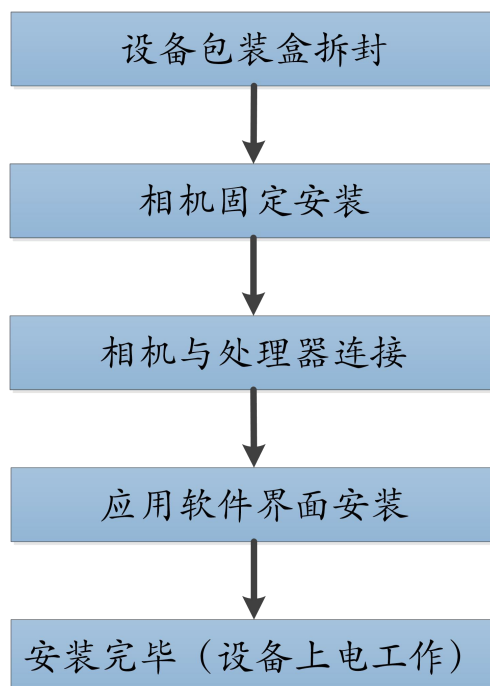 设备包装盒拆封
相机固定安装
相机与处理器连接
应用软件界面安装
安装完毕（设备上电工作）